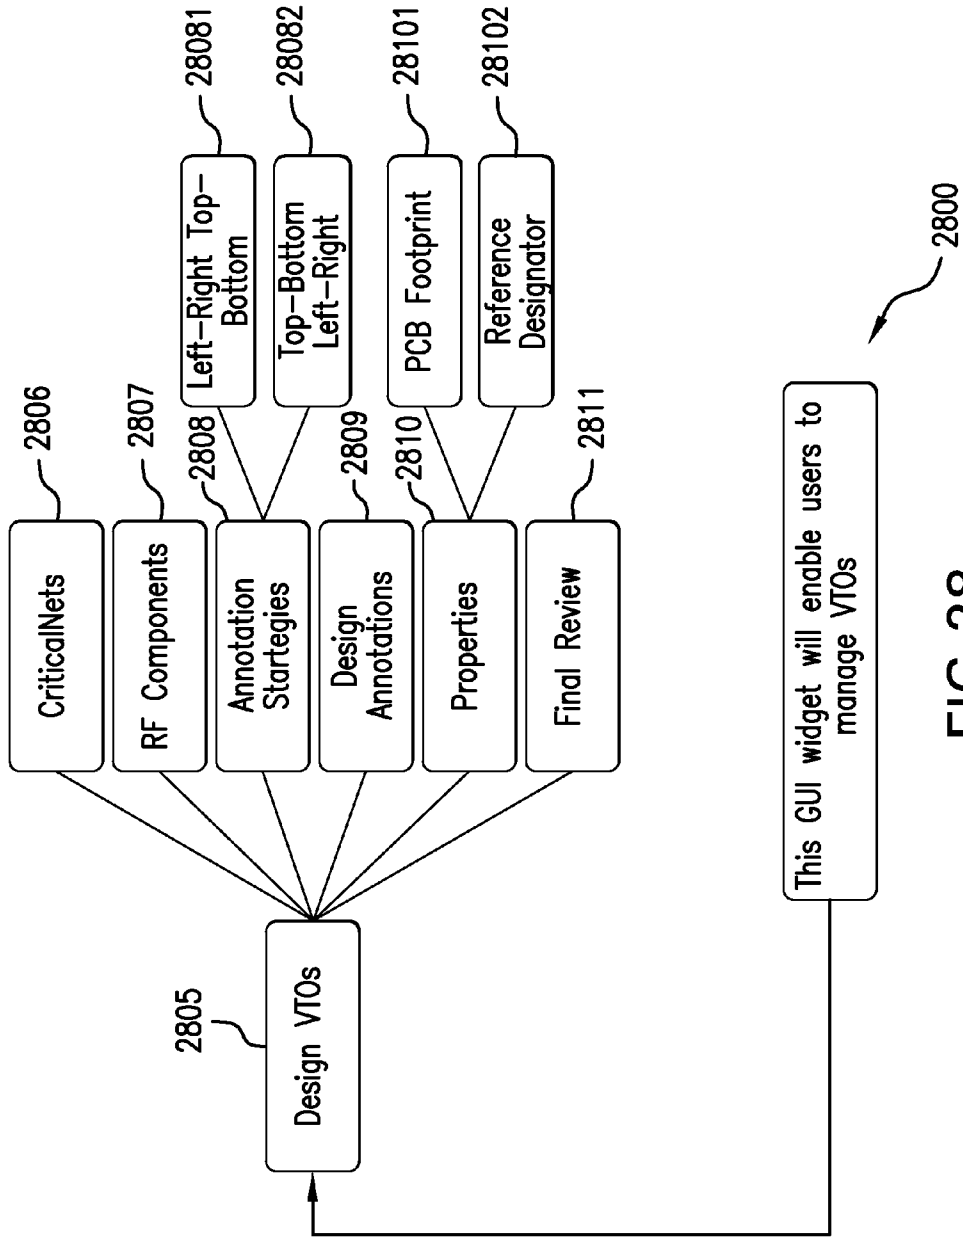 2805
Design VTOs
2806
CriticalNets
2807
RF Components
2808
Annotation
Startegies
28081
Left-Right Top-
Bottom
28082
Top-Bottom
Left-Right
2809
Design
Annotations
2810
Properties
28101
PCB Footprint
28102
Reference
Designator
2811
Final Review
This GUI widget will enable users to
manage VTOs
2800
FIG. 28